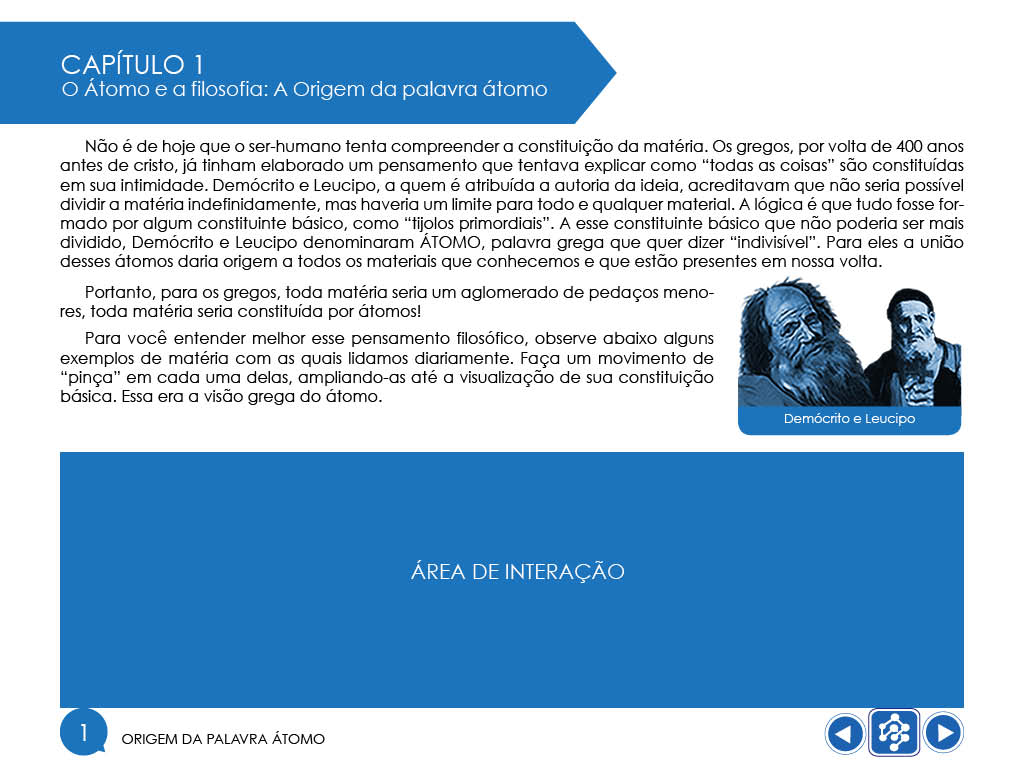 CAPÍTULO 1
O Átomo e a filosofia: A Origem da palavra átomo
Não é de hoje que o ser-humano tenta compreender a constituição da matéria. Os gregos, por volta de 400 anos
antes de cristo, já tinham elaborado um pensamento que tentava explicar como “todas as coisas” são constituídas
em sua intimidade. Demócrito e Leucipo, a quem é atribuída a autoria da ideia, acreditavam que não seria possível
dividir a matéria indefinidamente, mas haveria um limite para todo e qualquer material. A lógica é que tudo fosse for-
mado por algum constituinte básico, como “tijolos primordiais”. A esse constituinte básico que não poderia ser mais
dividido, Demócrito e Leucipo denominaram ÁTOMO, palavra grega que quer dizer “indivisível”. Para eles a união
desses átomos daria origem a todos os materiais que conhecemos e que estão presentes em nossa volta.
Portanto, para os gregos, toda matéria seria um aglomerado de pedaços meno-
res, toda matéria seria constituída por átomos!
Para você entender melhor esse pensamento filosófico, observe abaixo alguns
exemplos de matéria com as quais lidamos diariamente. Faça um movimento de
“pinça” em cada uma delas, ampliando-as até a visualização de sua constituição
básica. Essa era a visão grega do átomo.
Demócrito e Leucipo
ÁREA DE INTERAÇÃO
1
ORIGEM DA PALAVRA ÁTOMO